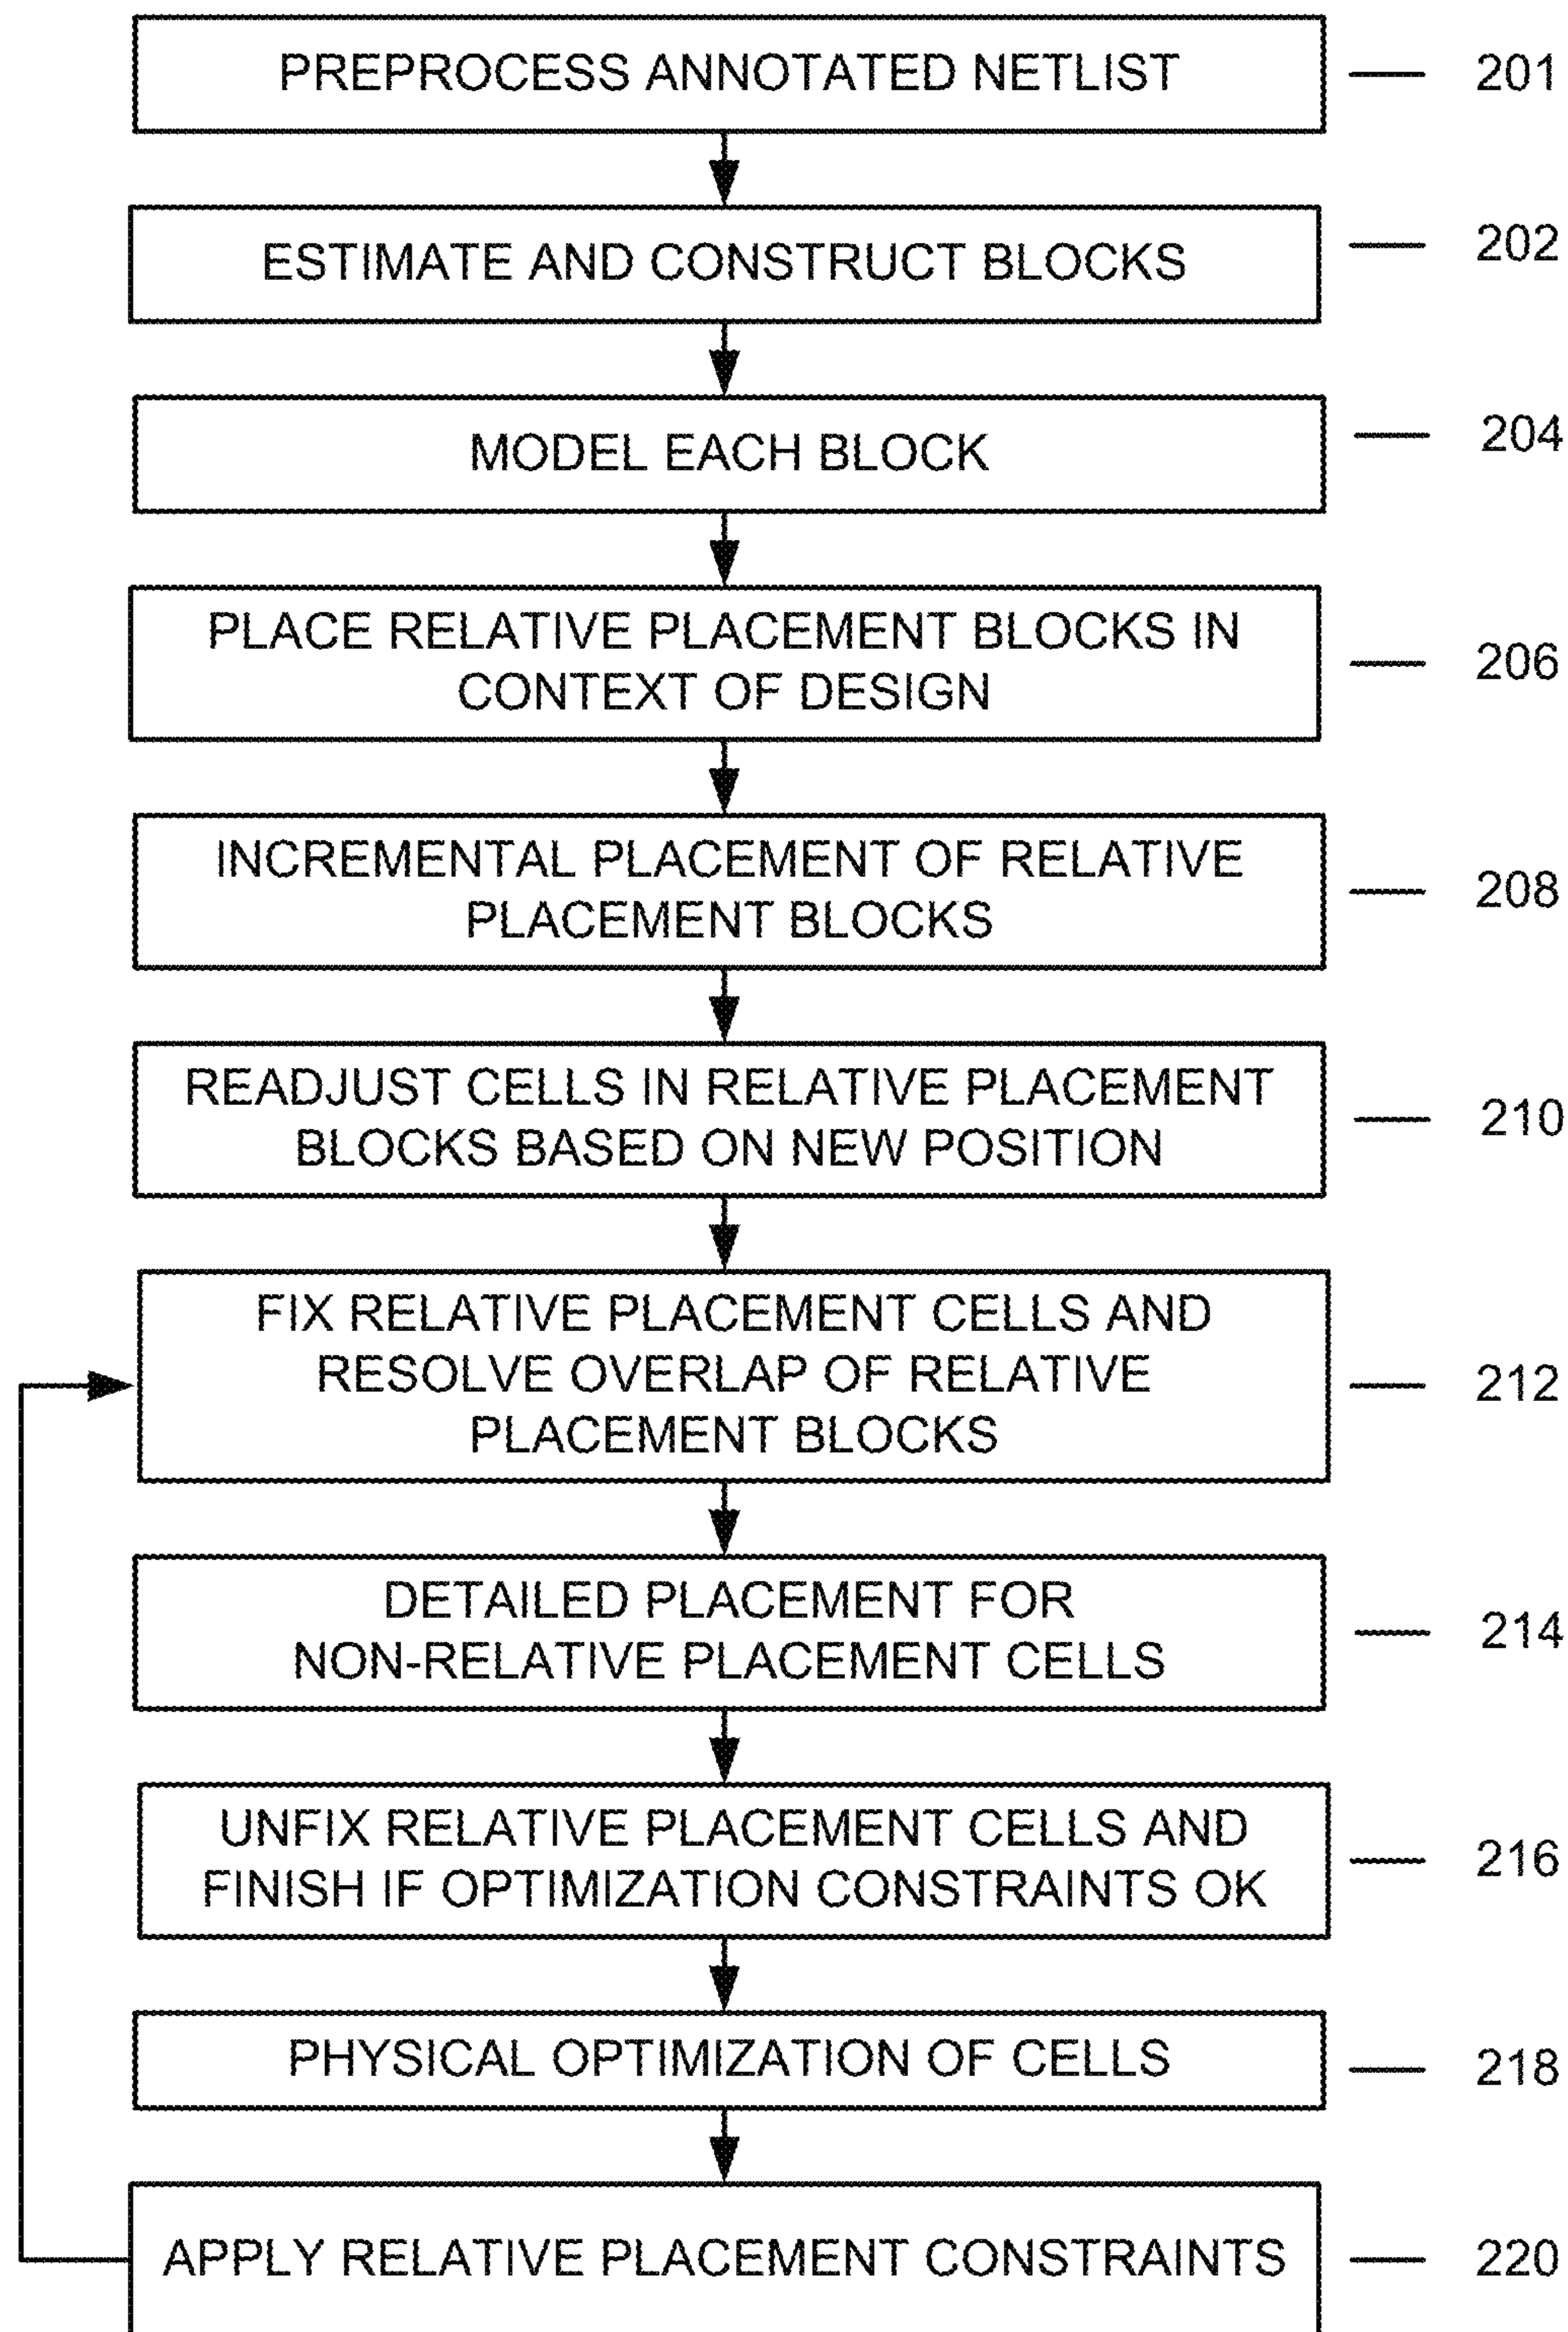 PREPROCESS ANNOTATED NETLIST
201
ESTIMATE AND CONSTRUCT BLOCKS
202
MODEL EACH BLOCK
204
PLACE RELATIVE PLACEMENT BLOCKS IN
CONTEXT OF DESIGN
206
INCREMENTAL PLACEMENT OF RELATIVE
PLACEMENT BLOCKS
208
READJUST CELLS IN RELATIVE PLACEMENT
BLOCKS BASED ON NEW POSITION
210
FIX RELATIVE PLACEMENT CELLS AND
RESOLVE OVERLAP OF RELATIVE
PLACEMENT BLOCKS
212
DETAILED PLACEMENT FOR
NON-RELATIVE PLACEMENT CELLS
214
UNFIX RELATIVE PLACEMENT CELLS AND
FINISH IF OPTIMIZATION CONSTRAINTS OK
216
PHYSICAL OPTIMIZATION OF CELLS
218
APPLY RELATIVE PLACEMENT CONSTRAINTS
220